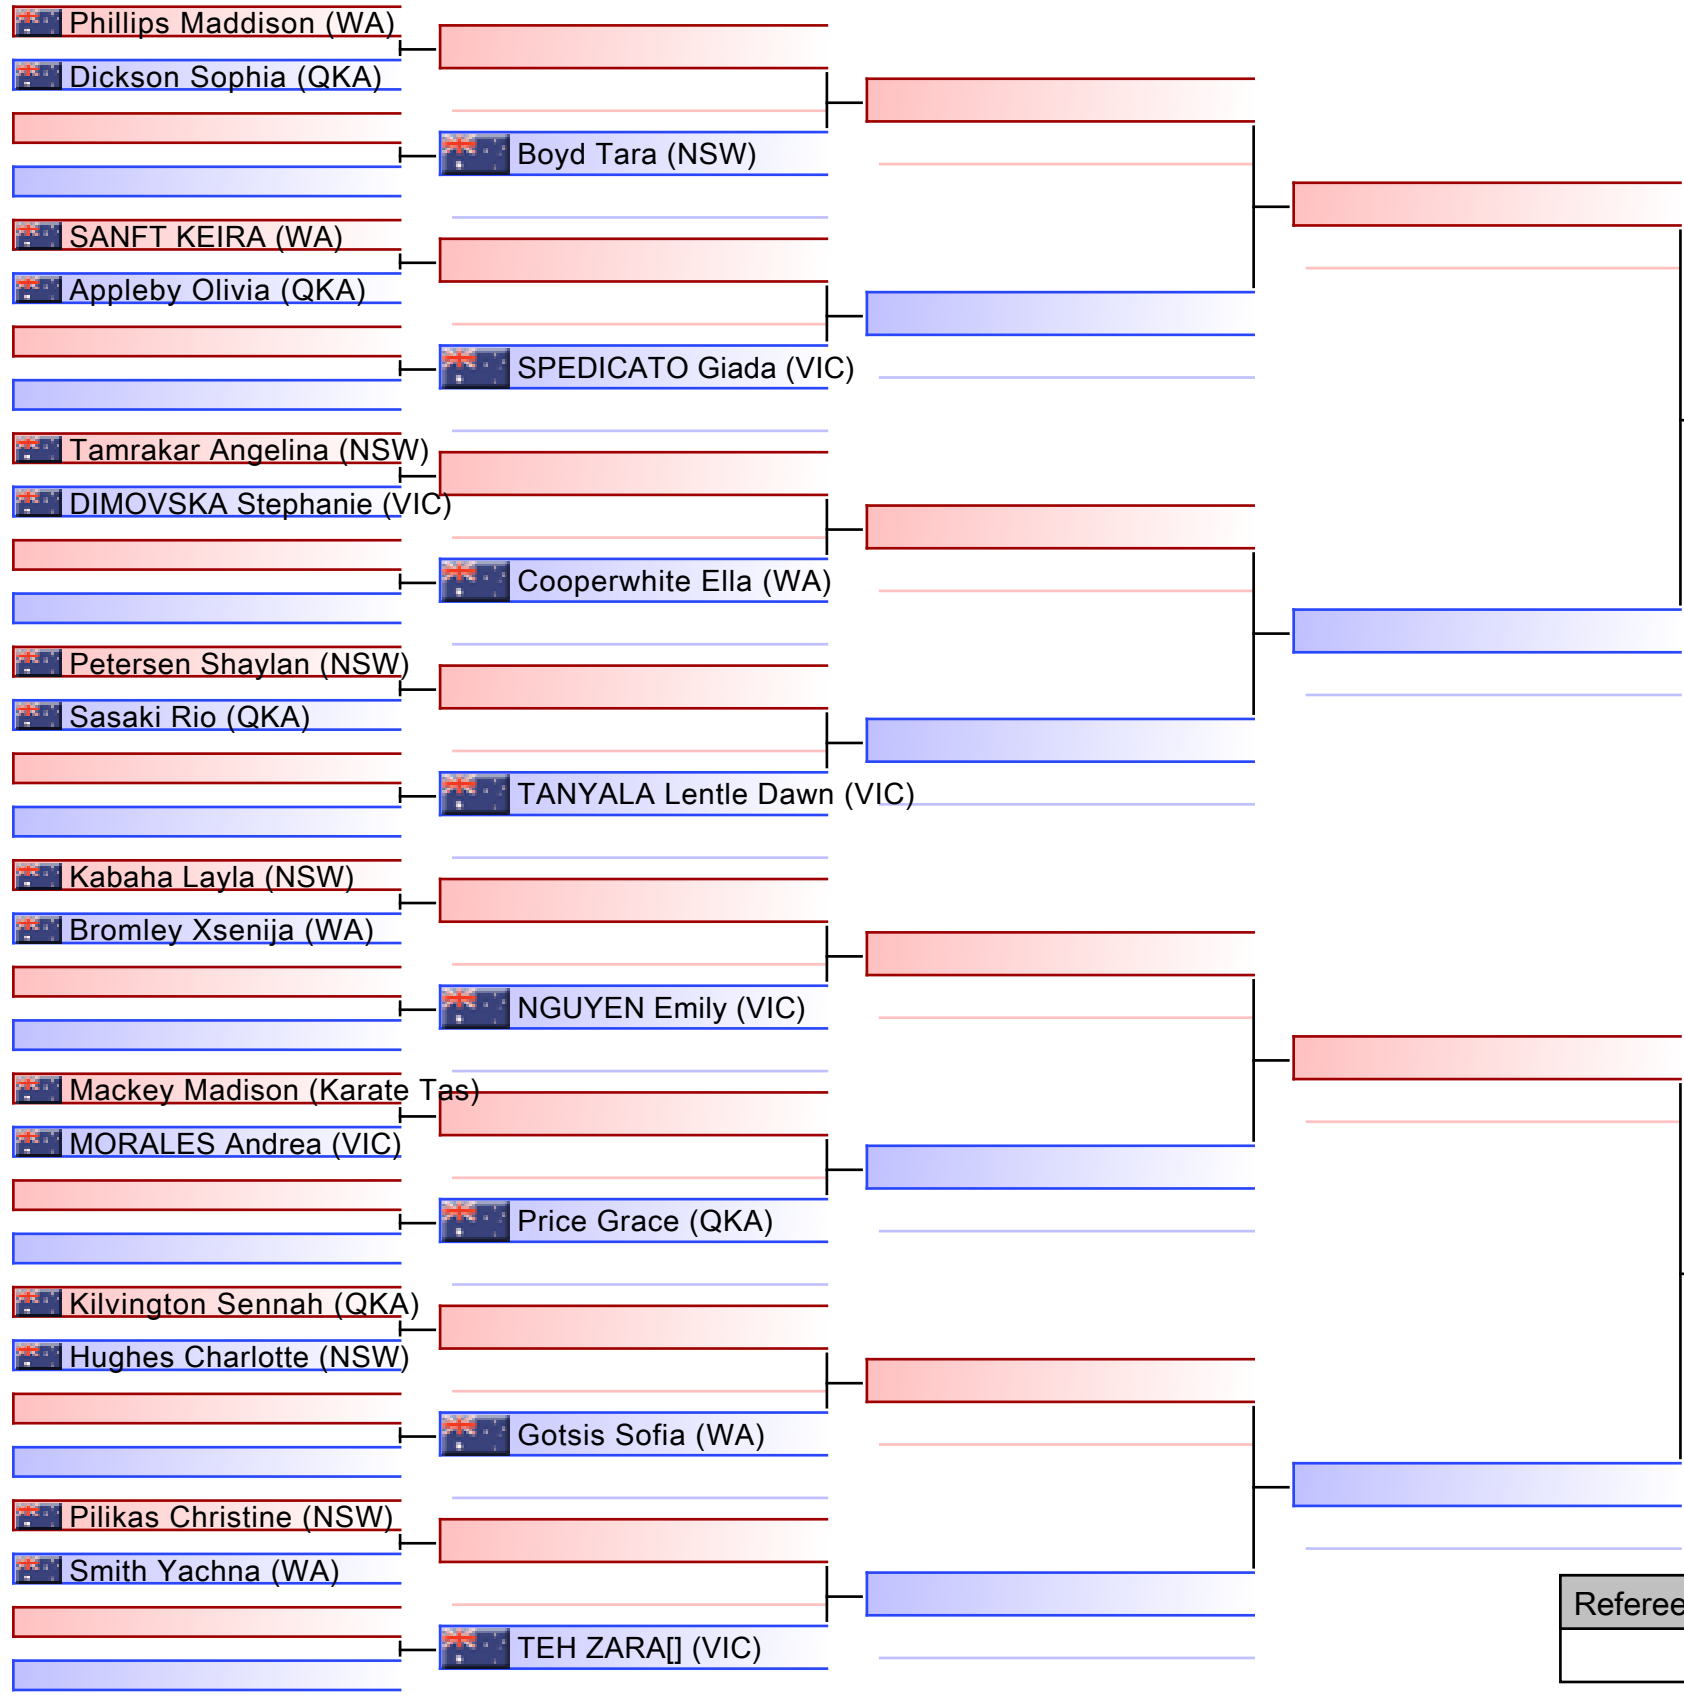 Phillips Maddison (WA)
Dickson Sophia (QKA)
Boyd Tara (NSW)
SANFT KEIRA (WA)
Appleby Olivia (QKA)
SPEDICATO Giada (VIC)
Tamrakar Angelina (NSW)
DIMOVSKA Stephanie (VIC)
Cooperwhite Ella (WA)
Petersen Shaylan (NSW)
Sasaki Rio (QKA)
TANYALA Lentle Dawn (VIC)
Kabaha Layla (NSW)
Bromley Xsenija (WA)
NGUYEN Emily (VIC)
Mackey Madison (Karate Tas)
MORALES Andrea (VIC)
Price Grace (QKA)
Kilvington Sennah (QKA)
Hughes Charlotte (NSW)
Gotsis Sofia (WA)
Pilikas Christine (NSW)
Smith Yachna (WA)
Referee
TEH ZARA[] (VIC)